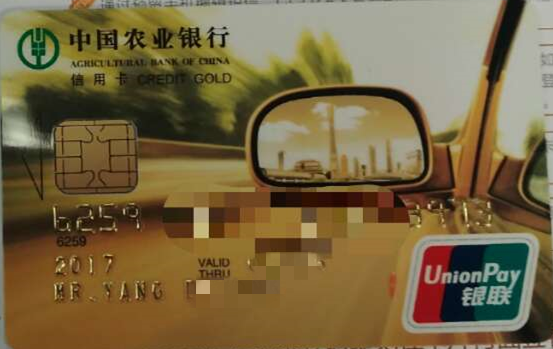 中国农业银行
AGRICULTURAL BANK OF CHINA
信用卡 CREDIT GOLD
6259
6259
2017
VALID
THRU
MR.YANG
UnionPay
银联